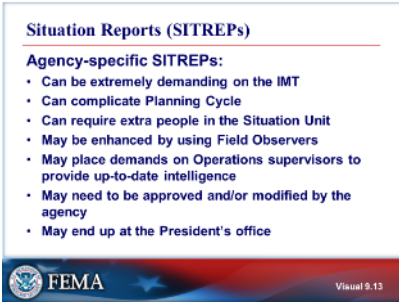 Situation Reports (SITREPs)
Agency-specific SITREPs:
• Can be extremely demanding on the IMT
• Can complicate Planning Cycle
• Can require extra people in the Situation Unit
• May be enhanced by using Field Observers
• May place demands on Operations supervisors to
provide up-to-date intelligence
• May need to be approved and/or modified by the
agency
• May end up at the President's office
FEMA
Visual 9.13